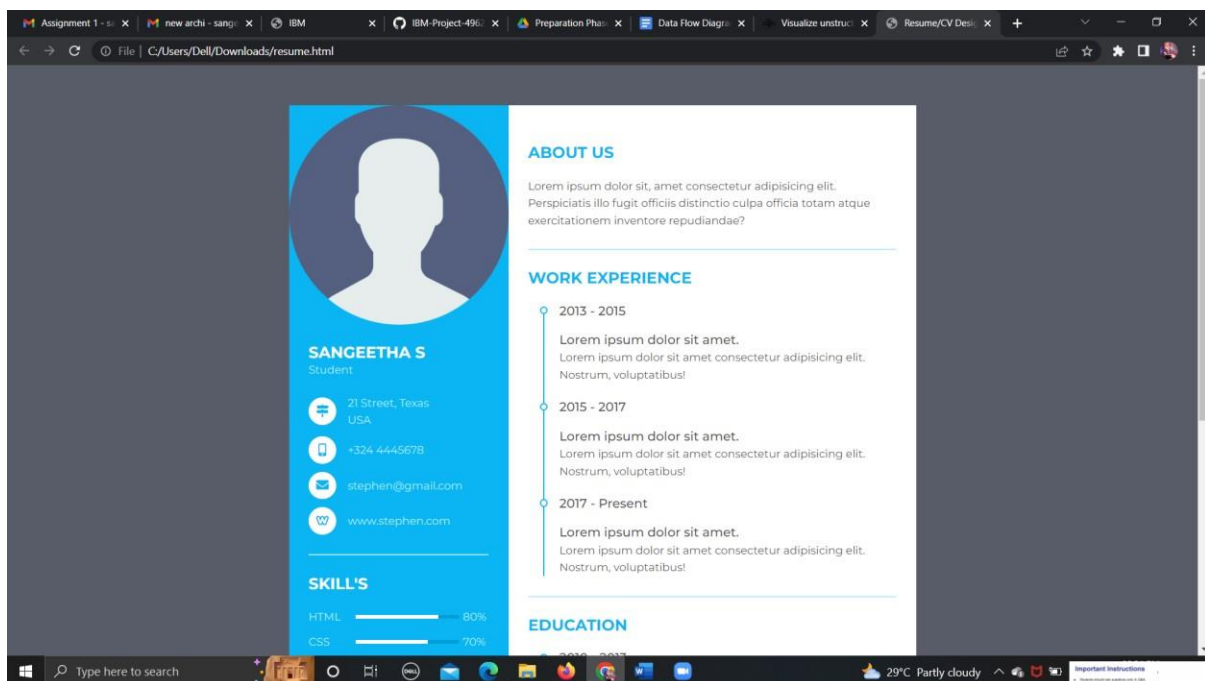 Assignment 1 - sa
new archi - sange
IBM
IBM-Project-4962
Preparation Phas
Data Flow Diagra
Visualize unstruct
Resume/CV Desig
File
C:/Users/Dell/Downloads/resume.html
SANGEETHA S
Student
21 Street, Texas
USA
+324 4445678
stephen@gmail.com
www.stephen.com
SKILL'S
HTML 80%
CSS 70%
ABOUT US
Lorem ipsum dolor sit, amet consectetur adipisicing elit.
Perspiciatis illo fugit officiis distinctio culpa officia totam atque
exercitationem inventore repudiandae?
WORK EXPERIENCE
2013 - 2015
Lorem ipsum dolor sit amet.
Lorem ipsum dolor sit amet consectetur adipisicing elit.
Nostrum, voluptatibus!
2015 - 2017
Lorem ipsum dolor sit amet.
Lorem ipsum dolor sit amet consectetur adipisicing elit.
Nostrum, voluptatibus!
2017 - Present
Lorem ipsum dolor sit amet.
Lorem ipsum dolor sit amet consectetur adipisicing elit.
Nostrum, voluptatibus!
EDUCATION
Type here to search
DELL
29°C Partly cloudy
Important Instructions